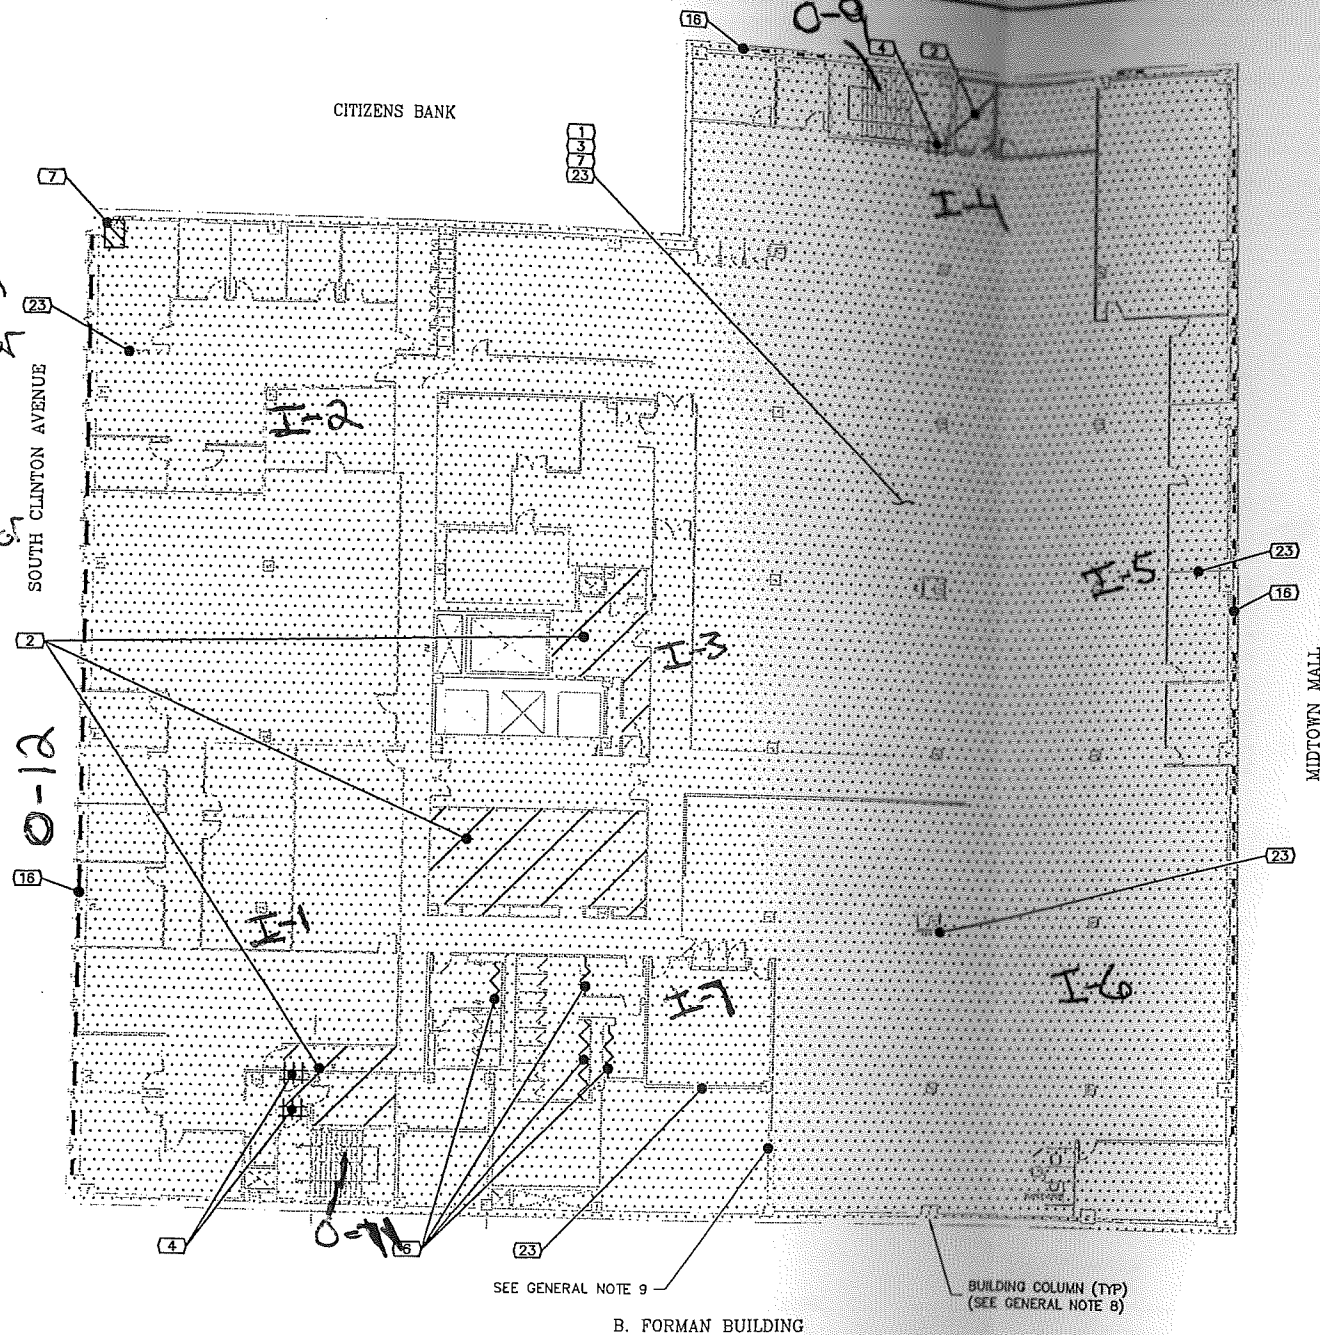 16
O-9
4
2
CITIZENS BANK
1
3
7
23
7
I-4
23
SOUTH CLINTON AVENUE
I-2
I-5
23
16
2
I-3
MIDTOWN MALL
O-12
23
16
I-1
I-7
I-6
4
O-11
6
23
SEE GENERAL NOTE 9
BUILDING COLUMN (TYP)
(SEE GENERAL NOTE 8)
B. FORMAN BUILDING